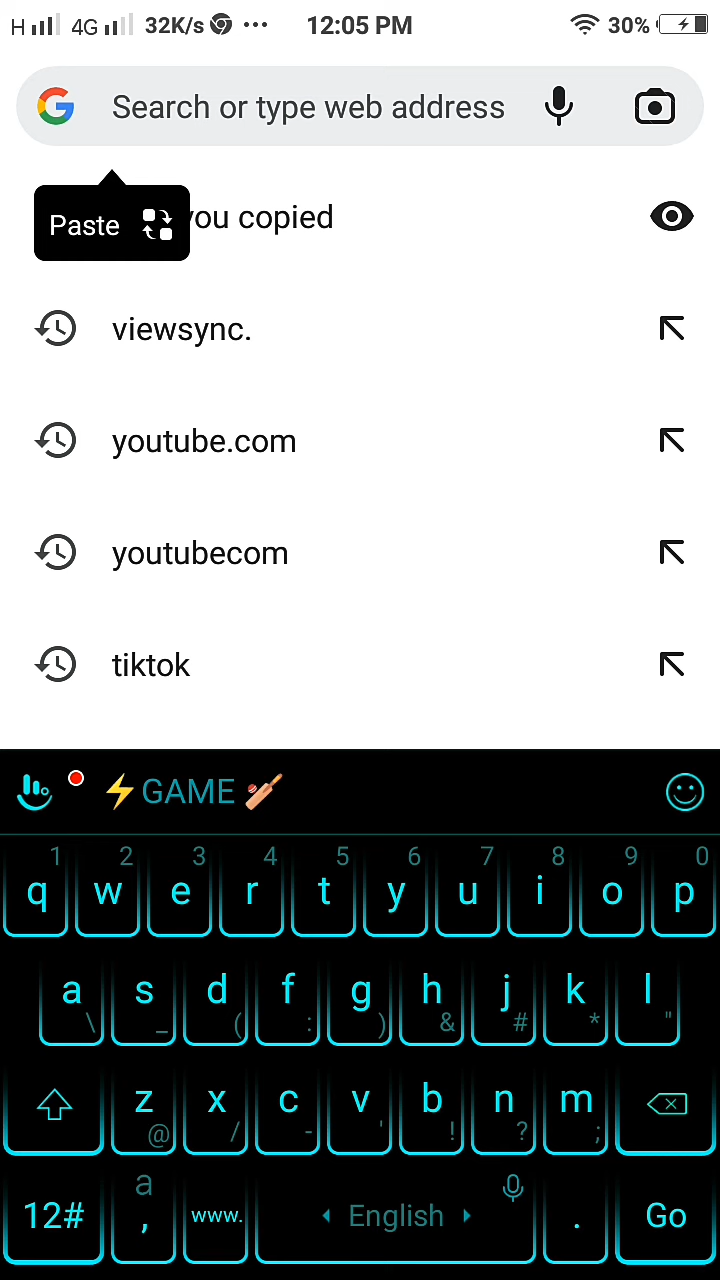 H 4G 32K/s 12:05 PM 30%
Search or type web address
Paste
you copied
viewsync.
youtube.com
youtubecom
tiktok
⚡GAME🏏
1 2 3 4 5 6 7 8 9 0
q w e r t y u i o p
a s d f g h j k l
\ _ ( : ) & # * "
z x c v b n m
@ / - ' ! ? ;
a
12# , www. English . Go